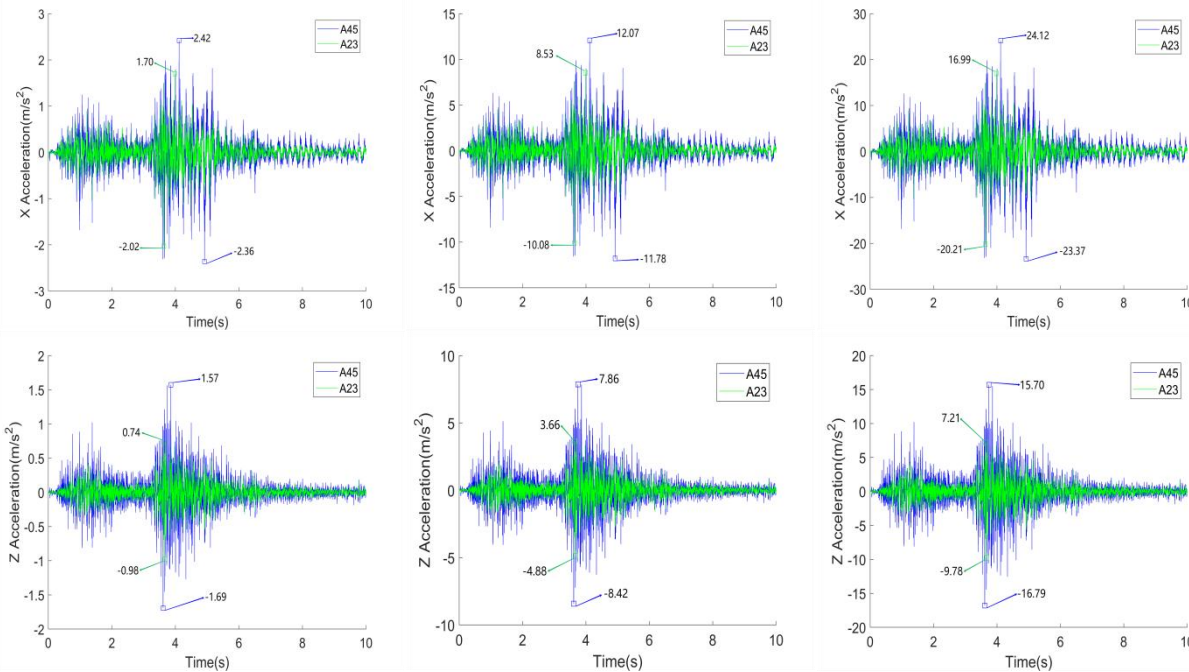 3
2
1
0
-1
-2
-3
X Acceleration(m/s²)
0 2 4 6 8 10
Time(s)
A45
A23
2.42
1.70
-2.02
-2.36
15
10
5
0
-5
-10
15
X Acceleration(m/s²)
0 2 4 6 8 10
Time(s)
A45
A23
12.07
8.53
-10.08
-11.78
30
20
10
0
-10
-20
-30
X Acceleration(m/s²)
0 2 4 6 8 10
Time(s)
A45
A23
24.12
16.99
-20.21
-23.37
2
1.5
1
0.5
0
-0.5
-1
-1.5
-2
Z Acceleration(m/s²)
0 2 4 6 8 10
Time(s)
A45
A23
1.57
0.74
-0.98
-1.69
10
5
0
-5
-10
Z Acceleration(m/s²)
0 2 4 6 8 10
Time(s)
A45
A23
7.86
3.66
-4.88
-8.42
20
15
10
5
0
-5
-10
-15
-20
Z Acceleration(m/s²)
0 2 4 6 8 10
Time(s)
A45
A23
15.70
7.21
-9.78
-16.79